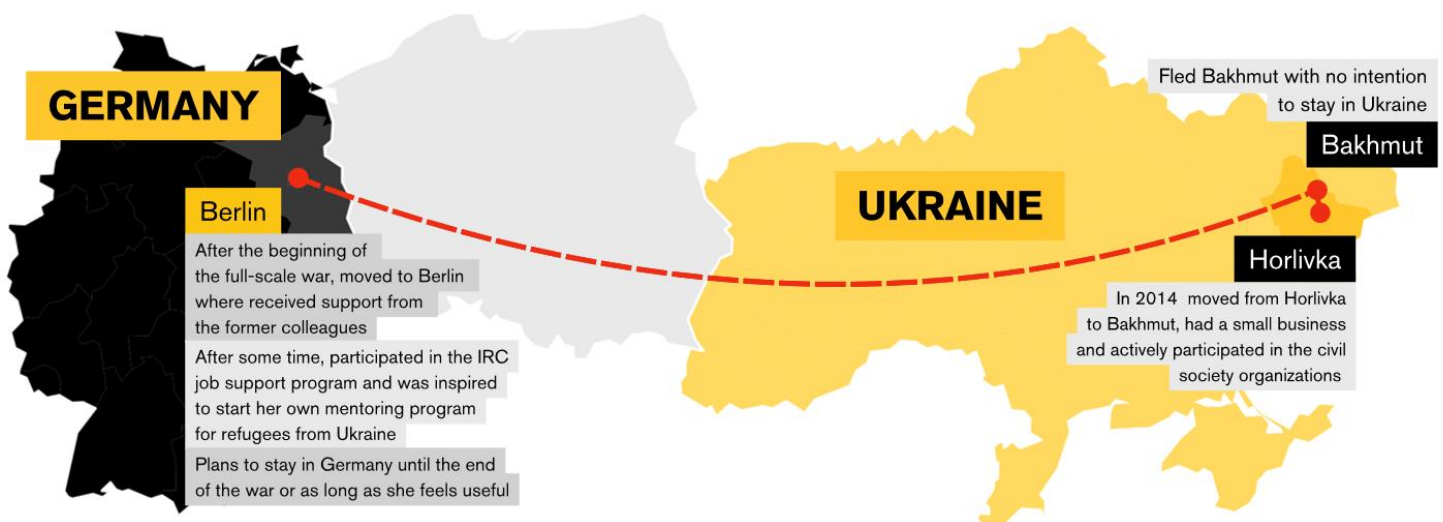 GERMANY
Berlin
After the beginning of
the full-scale war, moved to Berlin
where received support from
the former colleagues
After some time, participated in the IRC
job support program and was inspired
to start her own mentoring program
for refugees from Ukraine
Plans to stay in Germany until the end
of the war or as long as she feels useful
UKRAINE
Fled Bakhmut with no intention
to stay in Ukraine
Bakhmut
Horlivka
In 2014 moved from Horlivka
to Bakhmut, had a small business
and actively participated in the civil
society organizations